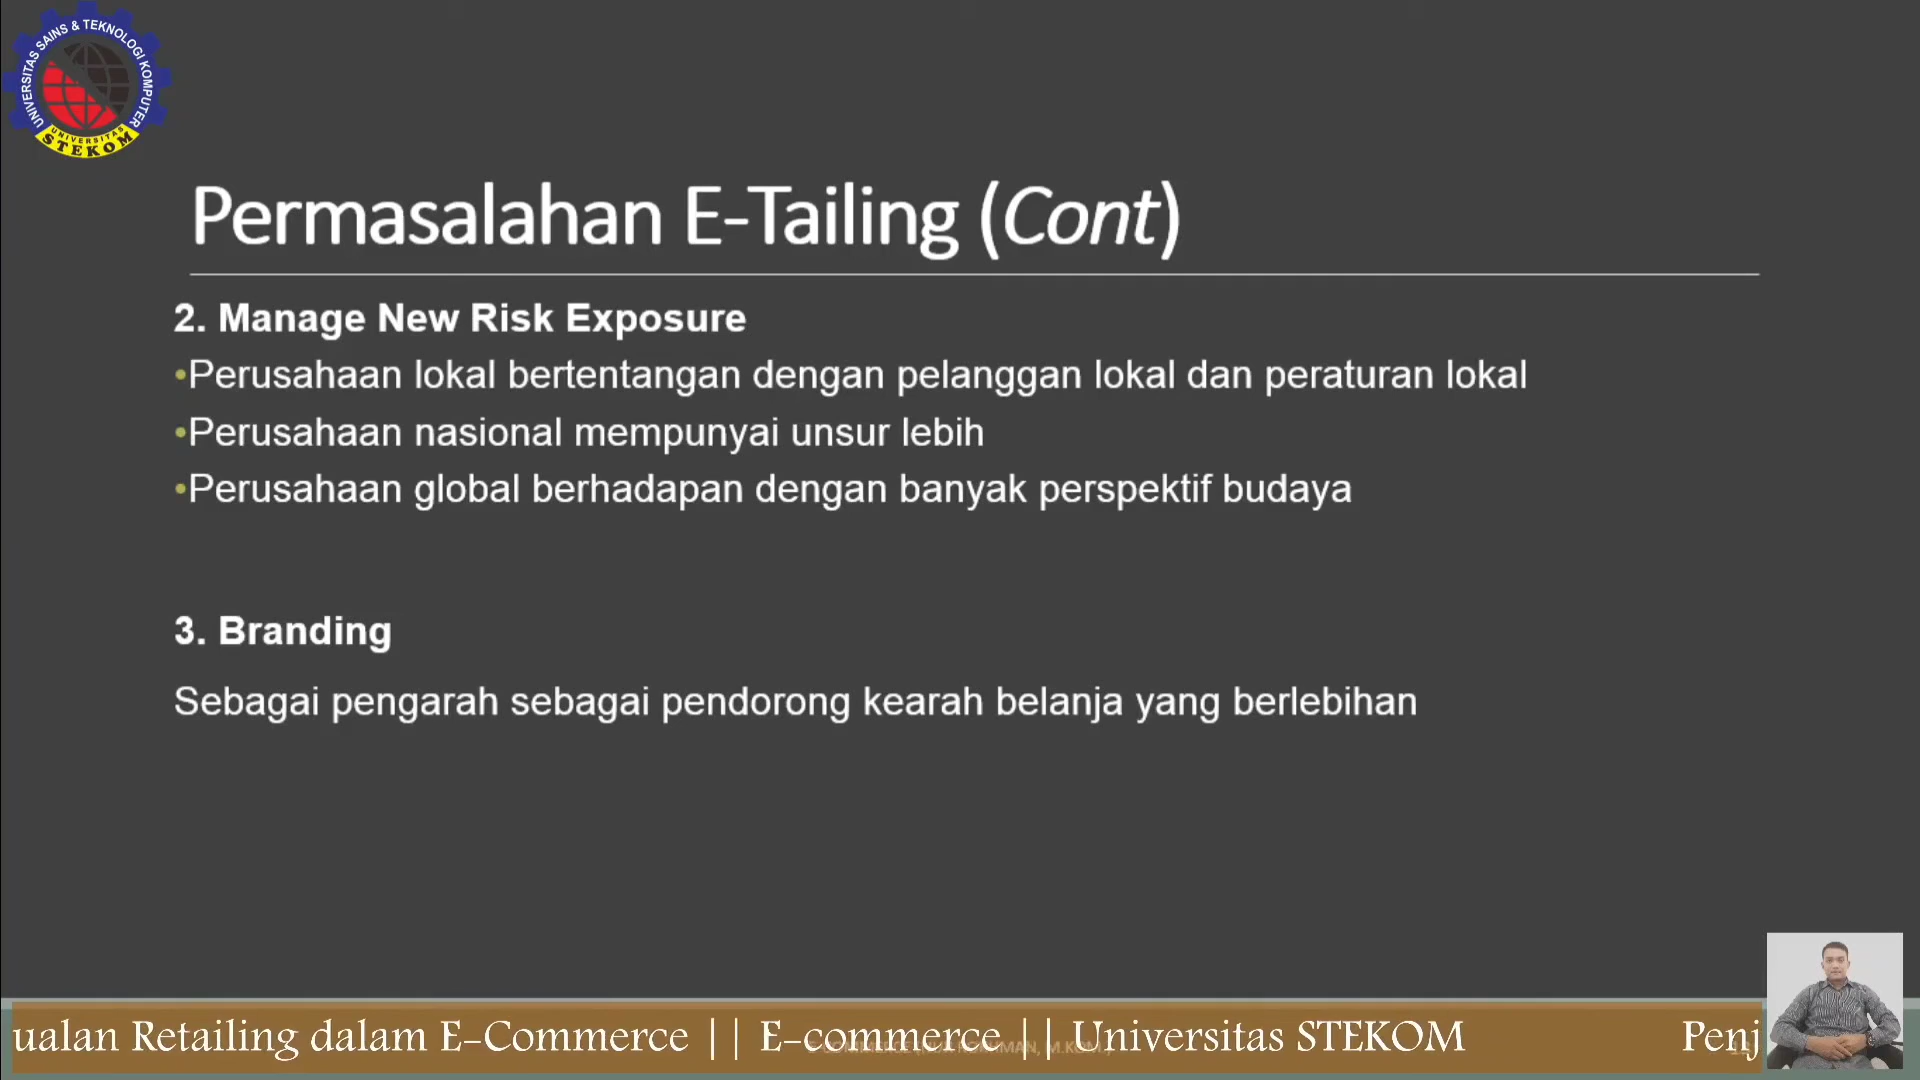 UNIVERSITAS SAINS & TEKNOLOGI KOMPUTER
UNIVERSITAS
STEKOM
Permasalahan E-Tailing (Cont)
2. Manage New Risk Exposure
•Perusahaan lokal bertentangan dengan pelanggan lokal dan peraturan lokal
•Perusahaan nasional mempunyai unsur lebih
•Perusahaan global berhadapan dengan banyak perspektif budaya
3. Branding
Sebagai pengarah sebagai pendorong kearah belanja yang berlebihan
ualan Retailing dalam E-Commerce || E-commerce || Universitas STEKOM Penj